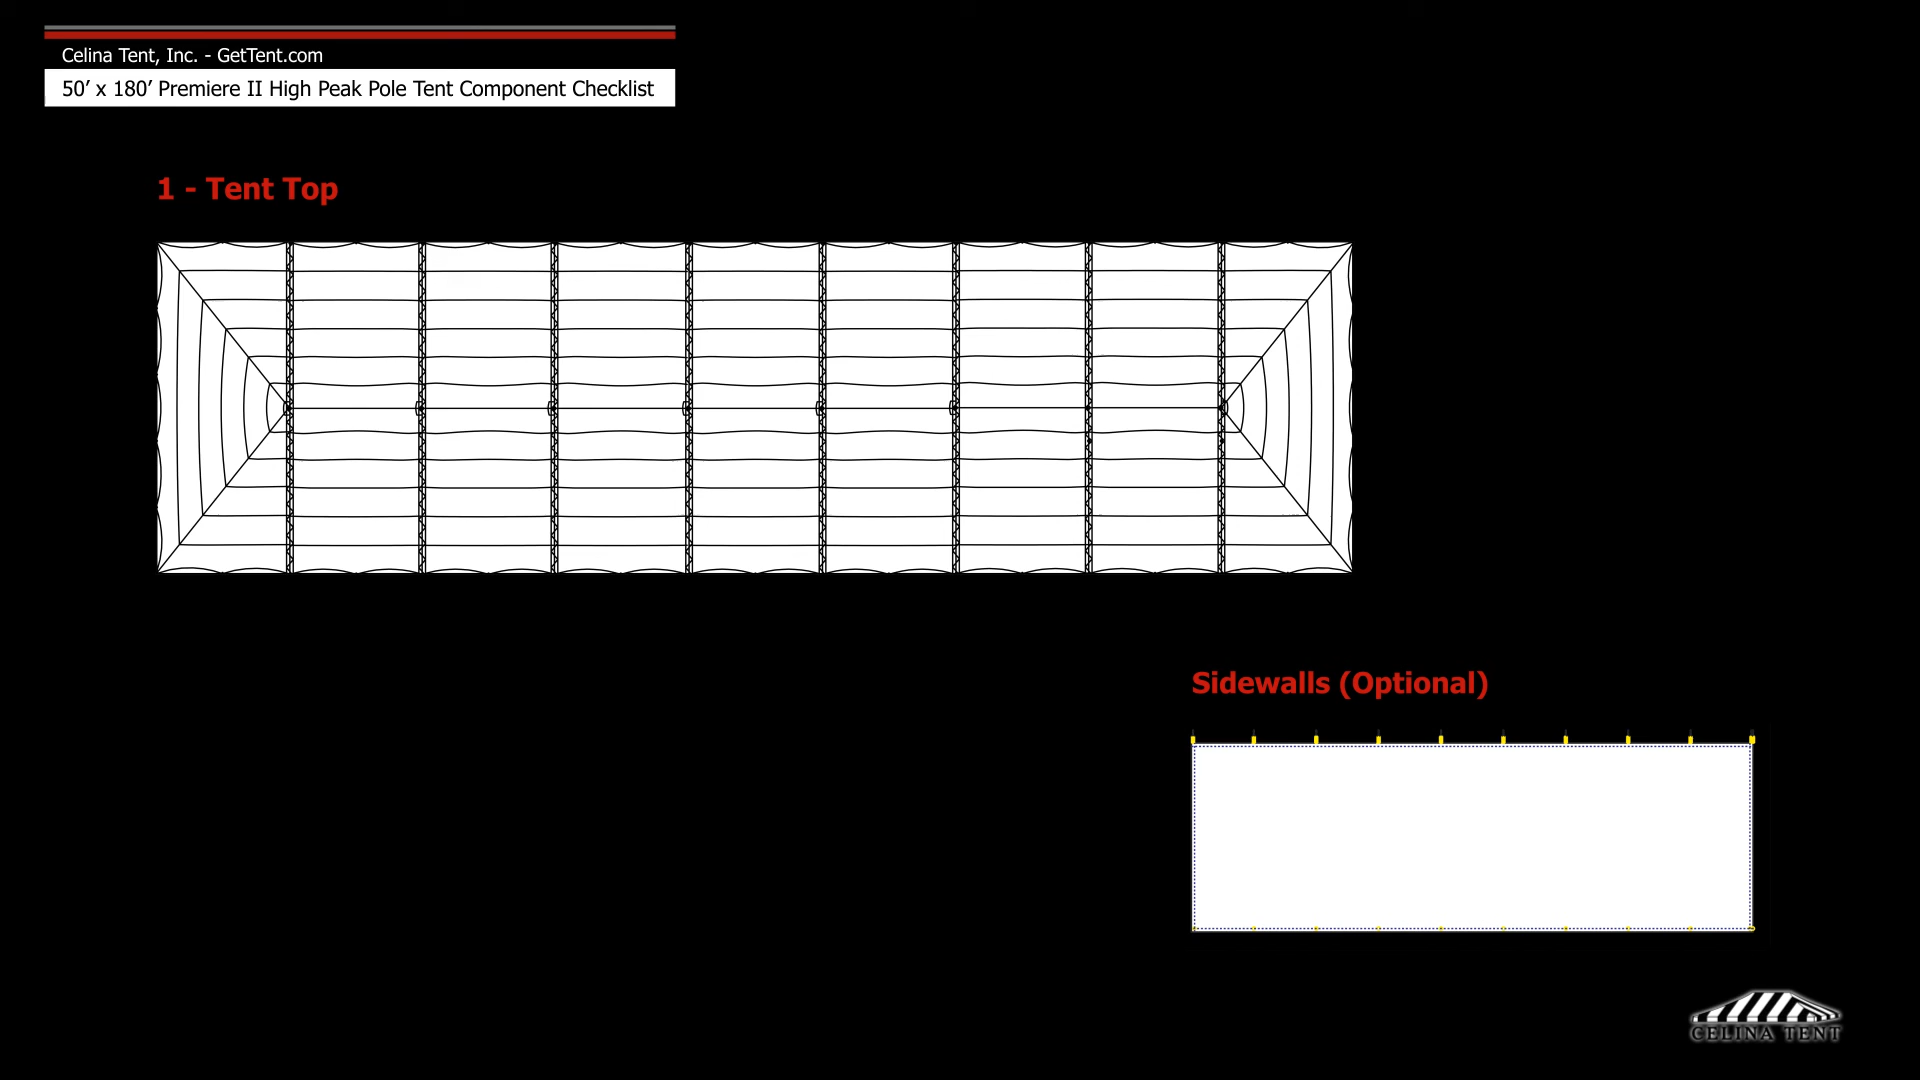 Celina Tent, Inc. - GetTent.com
50’ x 180’ Premiere II High Peak Pole Tent Component Checklist
1 - Tent Top
Sidewalls (Optional)
CELINA TENT